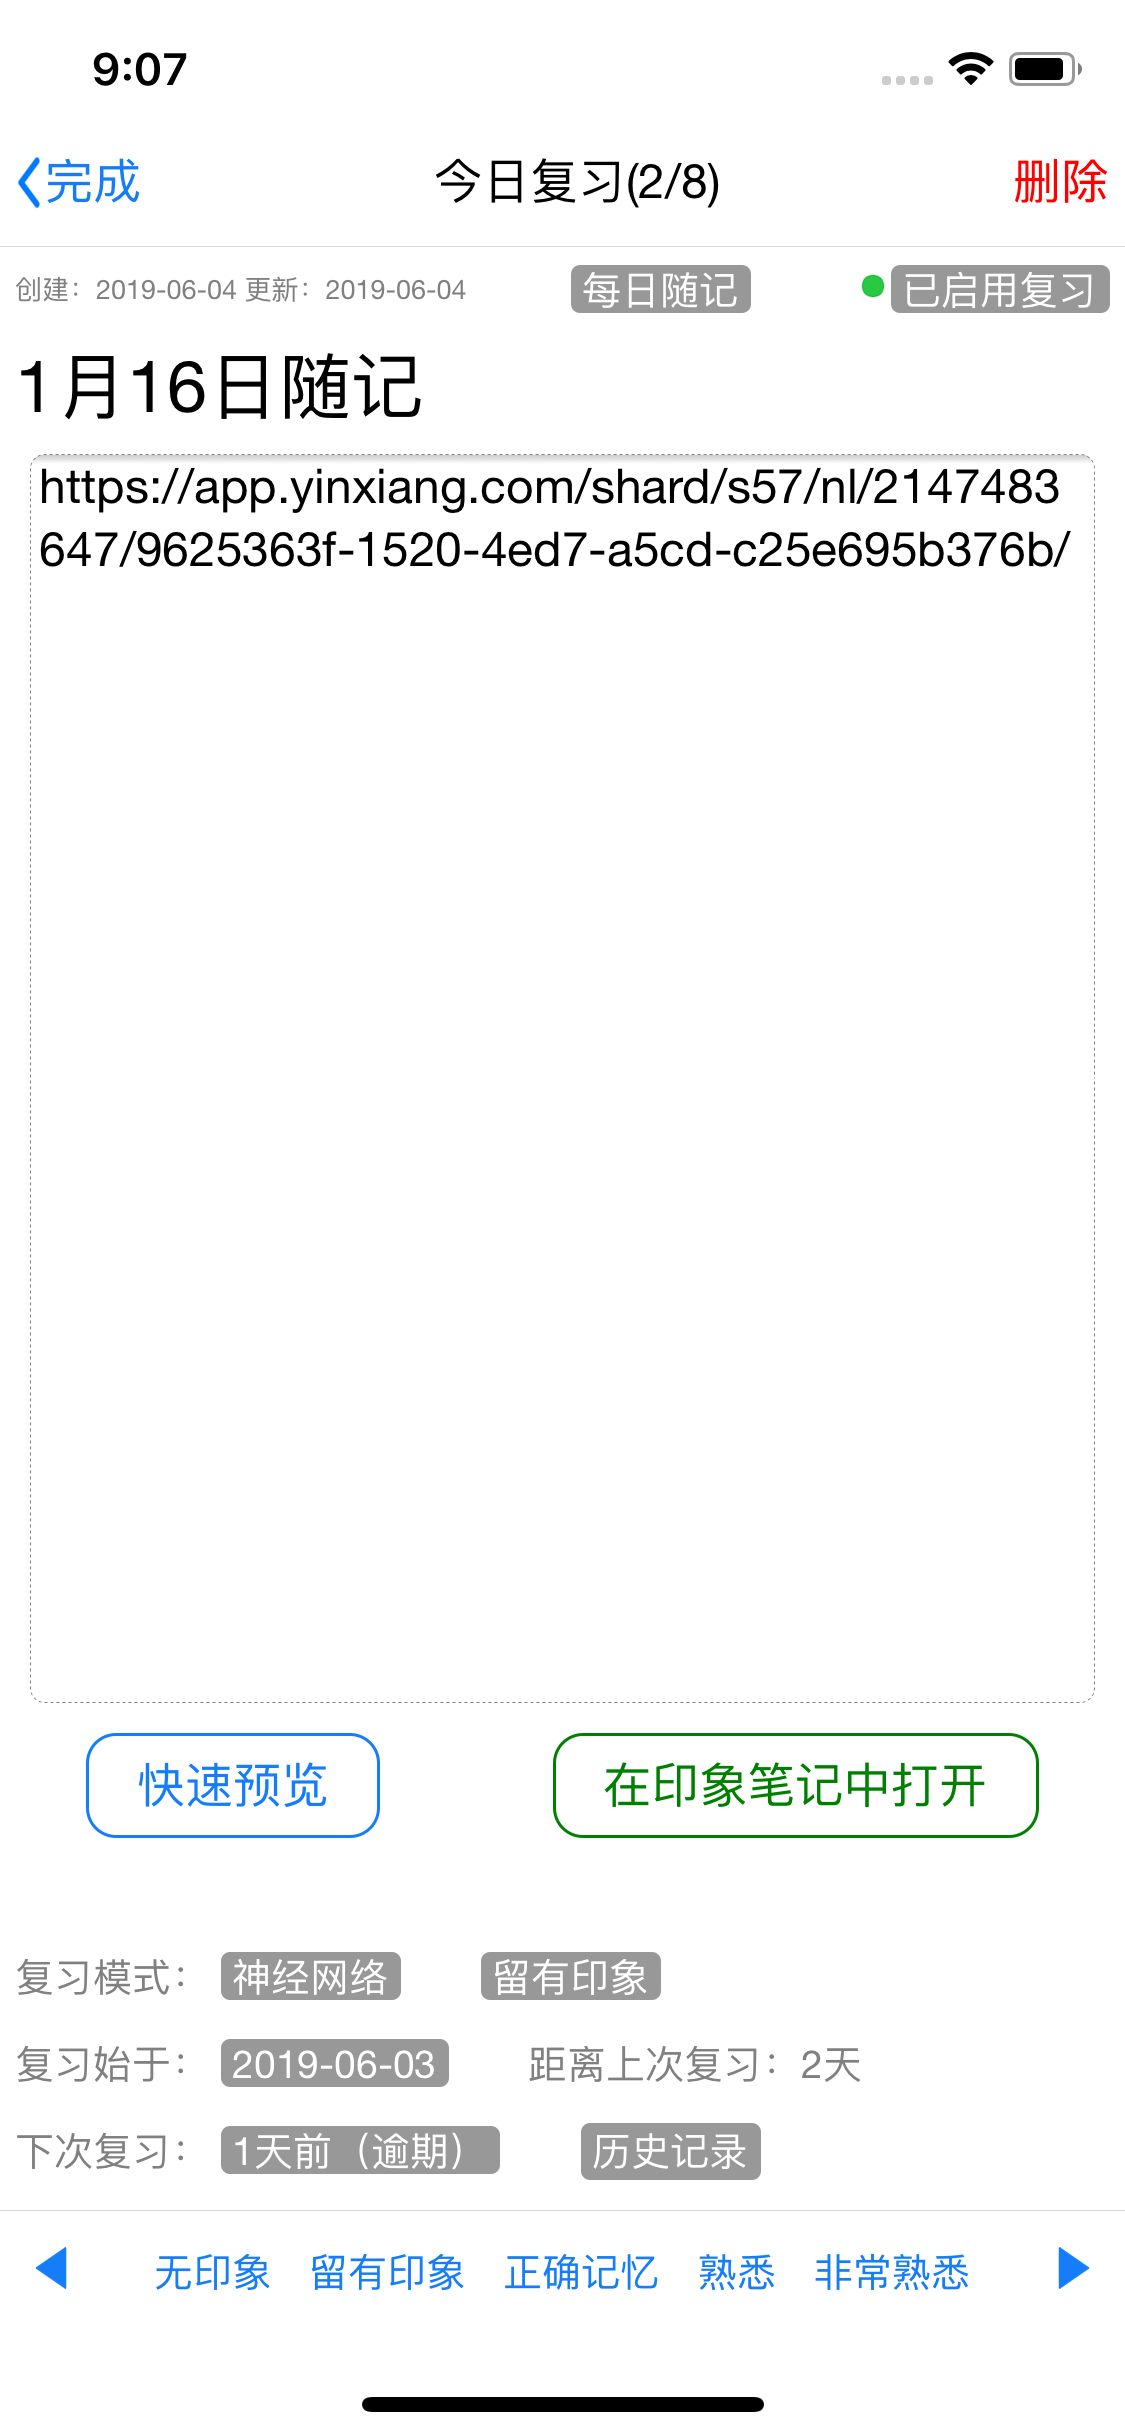 9:07
完成 今日复习(2/8) 删除
创建：2019-06-04 更新：2019-06-04 每日随记 已启用复习
1月16日随记
https://app.yinxiang.com/shard/s57/nl/2147483
647/9625363f-1520-4ed7-a5cd-c25e695b376b/
快速预览 在印象笔记中打开
复习模式： 神经网络 留有印象
复习始于： 2019-06-03 距离上次复习：2天
下次复习： 1天前（逾期） 历史记录
无印象 留有印象 正确记忆 熟悉 非常熟悉